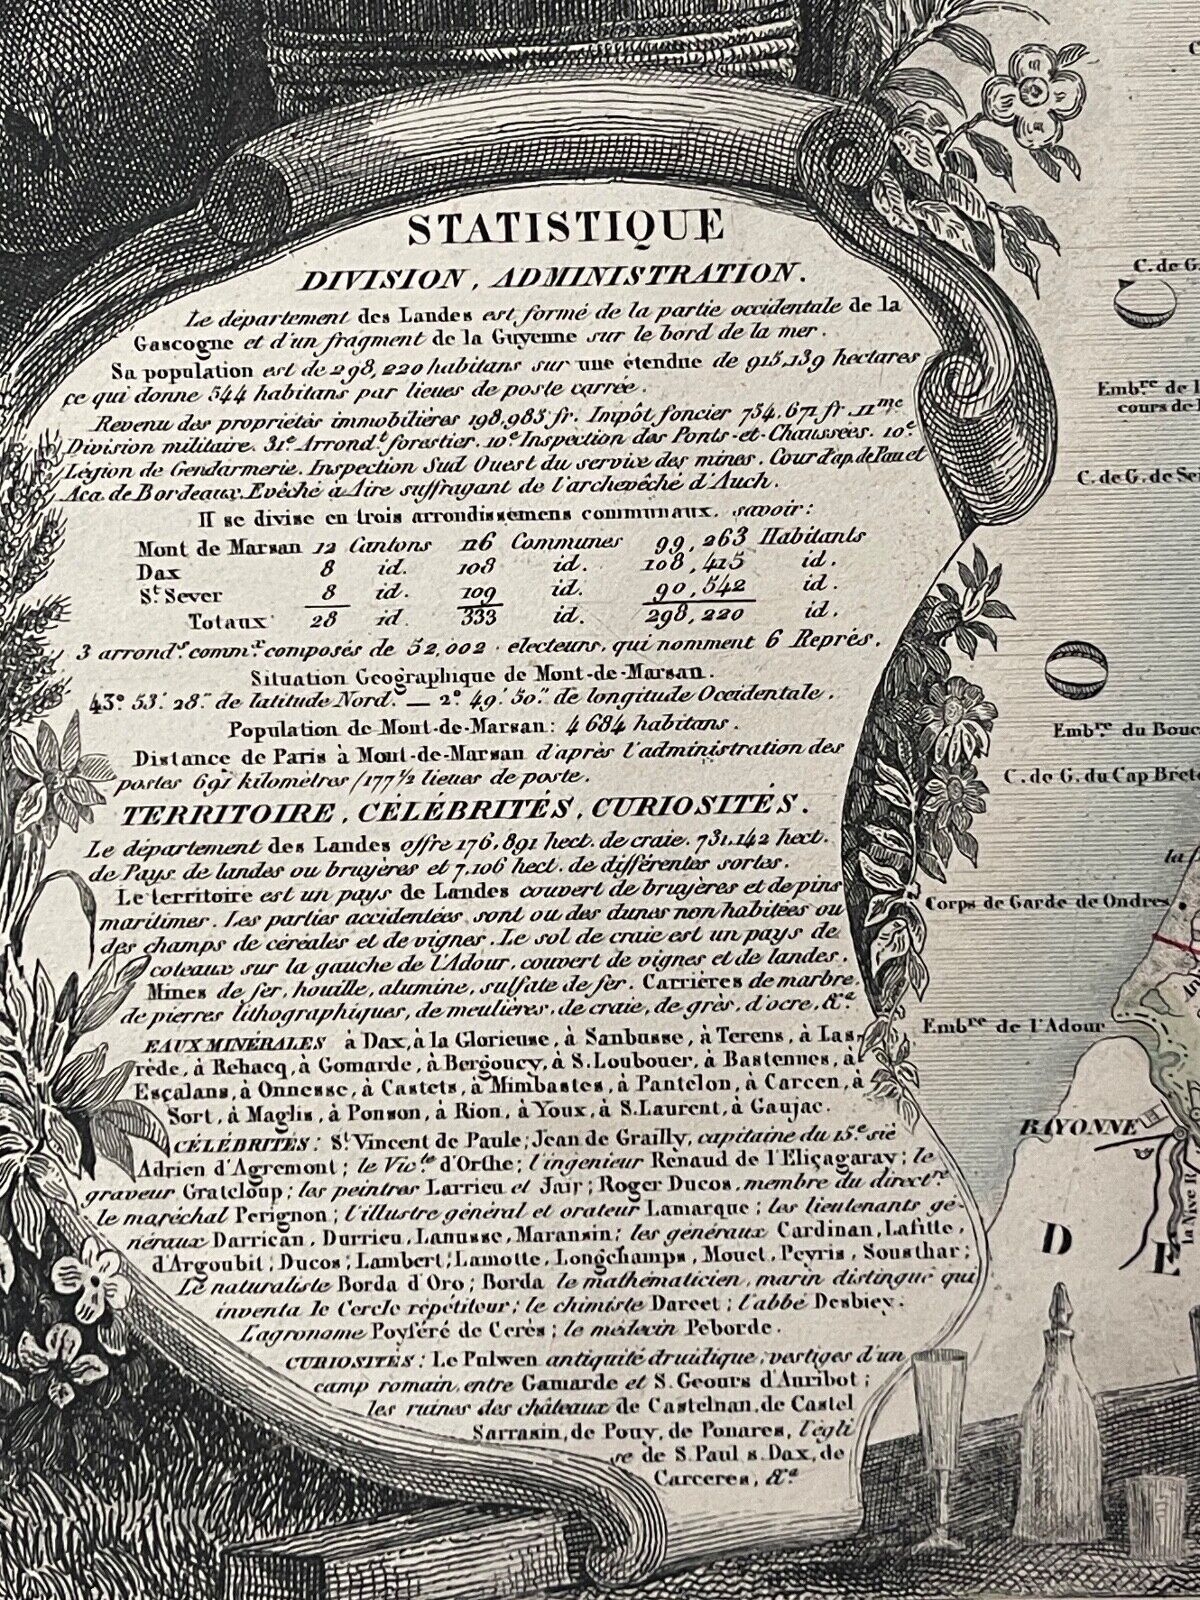 STATISTIQUE
DIVISION, ADMINISTRATION.
Le département des Landes est formé de la partie occidentale de la
Gascogne et d'un fragment de la Guyenne sur le bord de la mer.
Sa population est de 298,220 habitans sur une étendue de 915,139 hectares
ce qui donne 544 habitans par lieues de poste carrée.
Revenu des propriétés immobilières 198,983 fr. Impôt foncier 754,671 fr. 11me
Division militaire. 31e Arrondt forestier. 10e Inspection des Ponts-et-Chaussées. 10e
Légion de Gendarmerie. Inspection Sud Ouest du service des mines. Cour d'ap. de Pau et
Aca. de Bordeaux. Evêché à Aire suffragant de l'archevêché d'Auch.
Il se divise en trois arrondissemens communaux, savoir:
Mont de Marsan 12 Cantons 116 Communes 99,263 Habitants
Dax 8 id. 108 id. 108,415 id.
St Sever 8 id. 109 id. 90,542 id.
Totaux 28 id. 333 id. 298,220 id.
3 arronds commx composés de 52,002 electeurs, qui nomment 6 Représ.
Situation Geographique de Mont-de-Marsan.
43° 53' 28" de latitude Nord. — 2° 49' 50" de longitude Occidentale.
Population de Mont-de-Marsan: 4 684 habitans.
Distance de Paris à Mont-de-Marsan d'après l'administration des
postes 691 kilomètres /177 1/2 lieues de poste.
TERRITOIRE, CÉLÉBRITÉS, CURIOSITÉS.
Le département des Landes offre 176,891 hect. de craie. 731,142 hect.
de Pays de landes ou bruyères et 7,106 hect. de différentes sortes.
Le territoire est un pays de Landes couvert de bruyères et de pins
maritimes. Les parties accidentées sont ou des dunes non habitées ou
des champs de céréales et de vignes. Le sol de craie est un pays de
coteaux sur la gauche de l'Adour, couvert de vignes et de landes.
Mines de fer, houille, alumine, sulfate de fer. Carrières de marbre,
de pierres lithographiques, de meulières, de craie, de grès, d'ocre, &a
EAUX MINÉRALES à Dax, à la Glorieuse, à Sanbusse, à Terens, à Las-
rède, à Rehacq, à Gomarde, à Bergoucy, à S. Loubouer, à Bastennes, à
Esçalans, à Onnesse, à Castets, à Mimbastes, à Pantelon, à Carcen, à
Sort, à Maglis, à Ponson, à Rion, à Youx, à S. Laurent, à Gaujac.
CÉLÉBRITÉS: St Vincent de Paule; Jean de Grailly, capitaine du 15e siè
Adrien d'Agremont; le Victe d'Orthe; l'ingenieur Renaud de l'Eliçagaray; le
graveur Grateloup; les peintres Larrieu et Jair; Roger Ducos, membre du directre
le maréchal Perignon; l'illustre général et orateur Lamarque; les lieutenants gé-
néraux Darrican, Durrieu, Lanusse, Maransin; les généraux Cardinan, Lafitte,
d'Argoubit; Ducos; Lambert; Lamotte, Longchamps, Mouet, Peyris, Sousthar;
Le naturaliste Borda d'Oro; Borda le mathématicien, marin distingué qui
inventa le Cercle répétiteur; le chimiste Darcet; l'abbé Desbiey.
L'agronome Poyféré de Cerès; le médecin Peborde.
CURIOSITÉS: Le Pulwen antiquité druidique, vestiges d'un
camp romain, entre Gamarde et S. Geours d'Auribot;
les ruines des châteaux de Castelnan, de Castel
Sarrasin, de Pouy, de Ponares, l'égli
se de S. Paul s. Dax, de
Carceres, &a
C. de G.
Embre de
cours de
C. de G. de
Embre du Bouc
C. de G. du Cap Bret
la
Corps de Garde de Ondres
Embre de l'Adour
BAYONNE
la Nive R.
D E